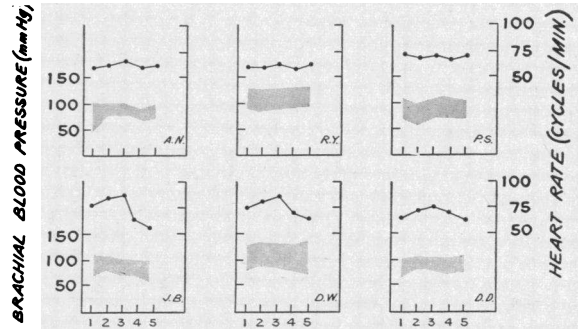 BRACHIAL BLOOD PRESSURE (mmHg)
HEART RATE (CYCLES/MIN.)
150
100
50
A.N.
R.Y.
100
75
50
P.S.
150
100
50
J.B.
1 2 3 4 5
D.W.
1 2 3 4 5
100
75
50
D.D.
1 2 3 4 5